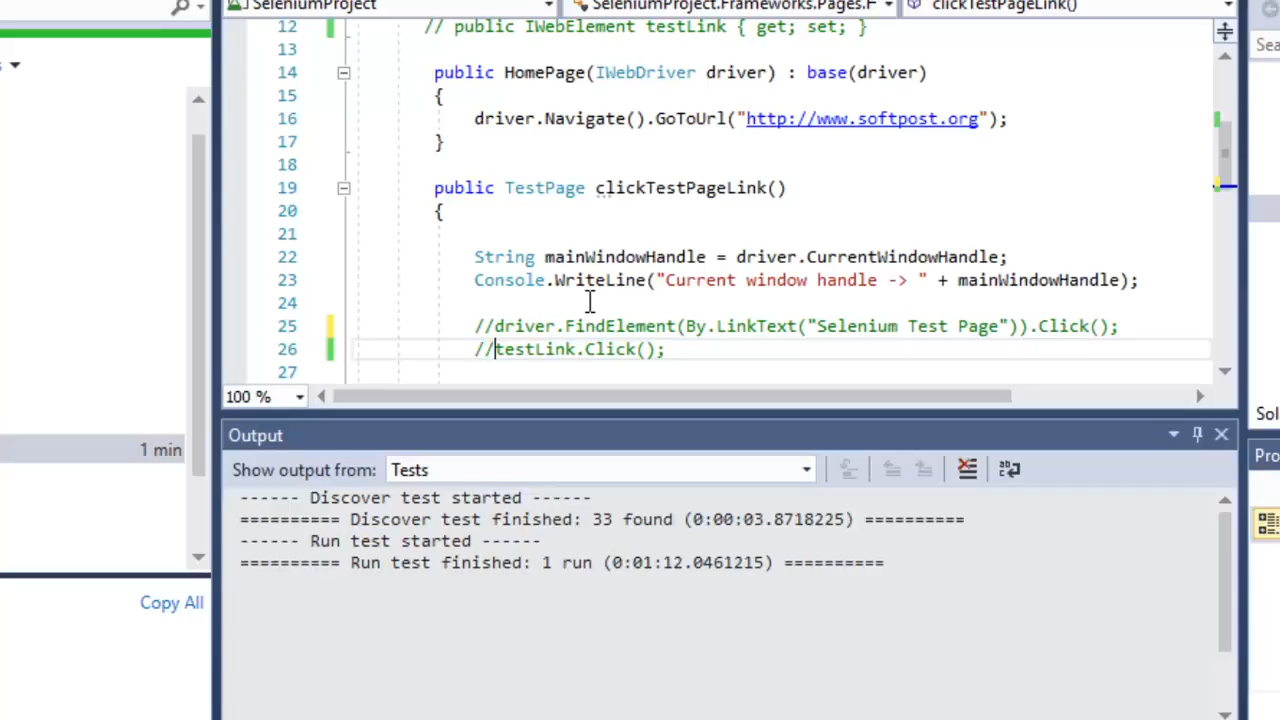 SeleniumProject
SeleniumProject.Frameworks.Pages.H
clickTestPageLink()
12 // public IWebElement testLink { get; set; }
13
14 public HomePage(IWebDriver driver) : base(driver)
15 {
16 driver.Navigate().GoToUrl("http://www.softpost.org");
17 }
18
19 public TestPage clickTestPageLink()
20 {
21
22 String mainWindowHandle = driver.CurrentWindowHandle;
23 Console.WriteLine("Current window handle -> " + mainWindowHandle);
24
25 //driver.FindElement(By.LinkText("Selenium Test Page")).Click();
26 //testLink.Click();
27
100 %
1 min
Copy All
Output
Show output from: Tests
------ Discover test started ------
========== Discover test finished: 33 found (0:00:03.8718225) ==========
------ Run test started ------
========== Run test finished: 1 run (0:01:12.0461215) ==========
Sea
Sol
Pro